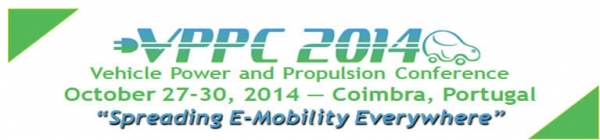 VPPC 2014
Vehicle Power and Propulsion Conference
October 27-30, 2014 — Coimbra, Portugal
“Spreading E-Mobility Everywhere”